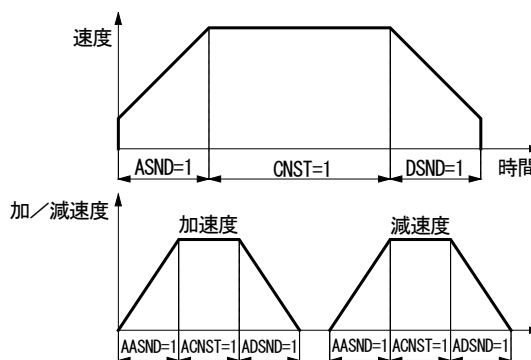 速度
ASND=1 CNST=1 DSND=1 時間
加／減速度
加速度 減速度
AASND=1 ACNST=1 ADSND=1 AASND=1 ACNST=1 ADSND=1